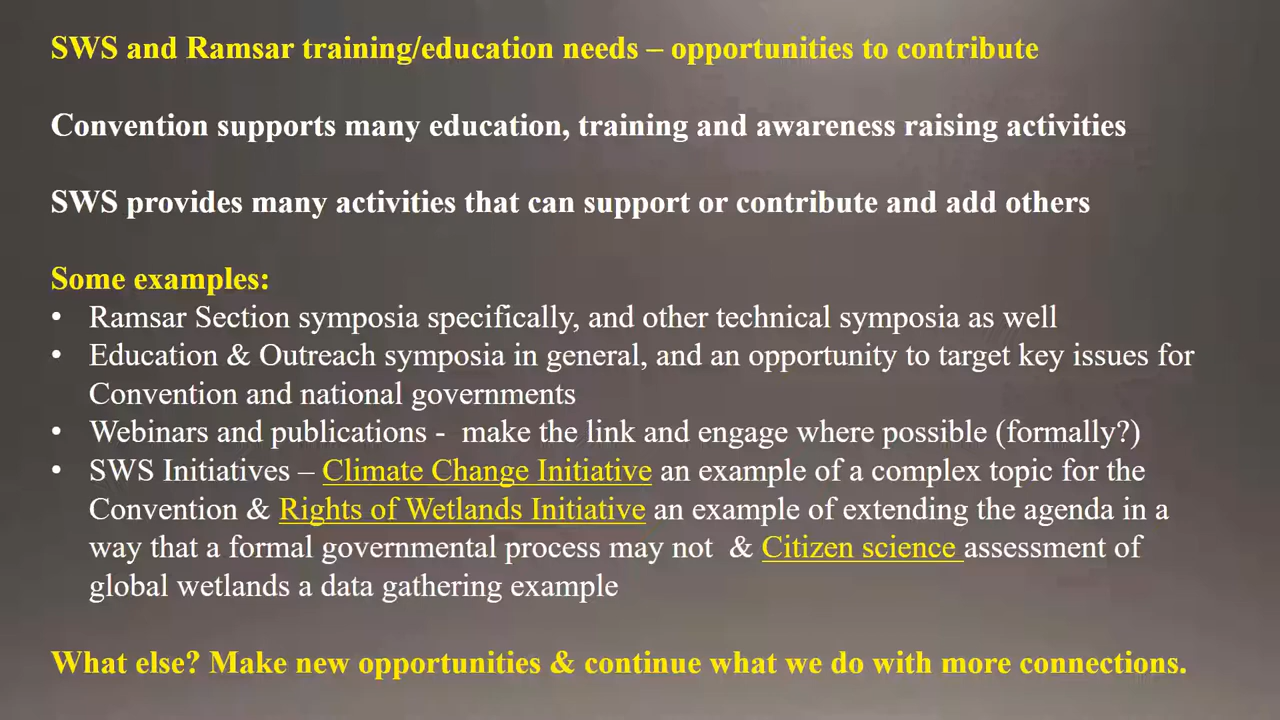 SWS and Ramsar training/education needs – opportunities to contribute
Convention supports many education, training and awareness raising activities
SWS provides many activities that can support or contribute and add others
Some examples:
• Ramsar Section symposia specifically, and other technical symposia as well
• Education & Outreach symposia in general, and an opportunity to target key issues for
Convention and national governments
• Webinars and publications - make the link and engage where possible (formally?)
• SWS Initiatives – Climate Change Initiative an example of a complex topic for the
Convention & Rights of Wetlands Initiative an example of extending the agenda in a
way that a formal governmental process may not & Citizen science assessment of
global wetlands a data gathering example
What else? Make new opportunities & continue what we do with more connections.